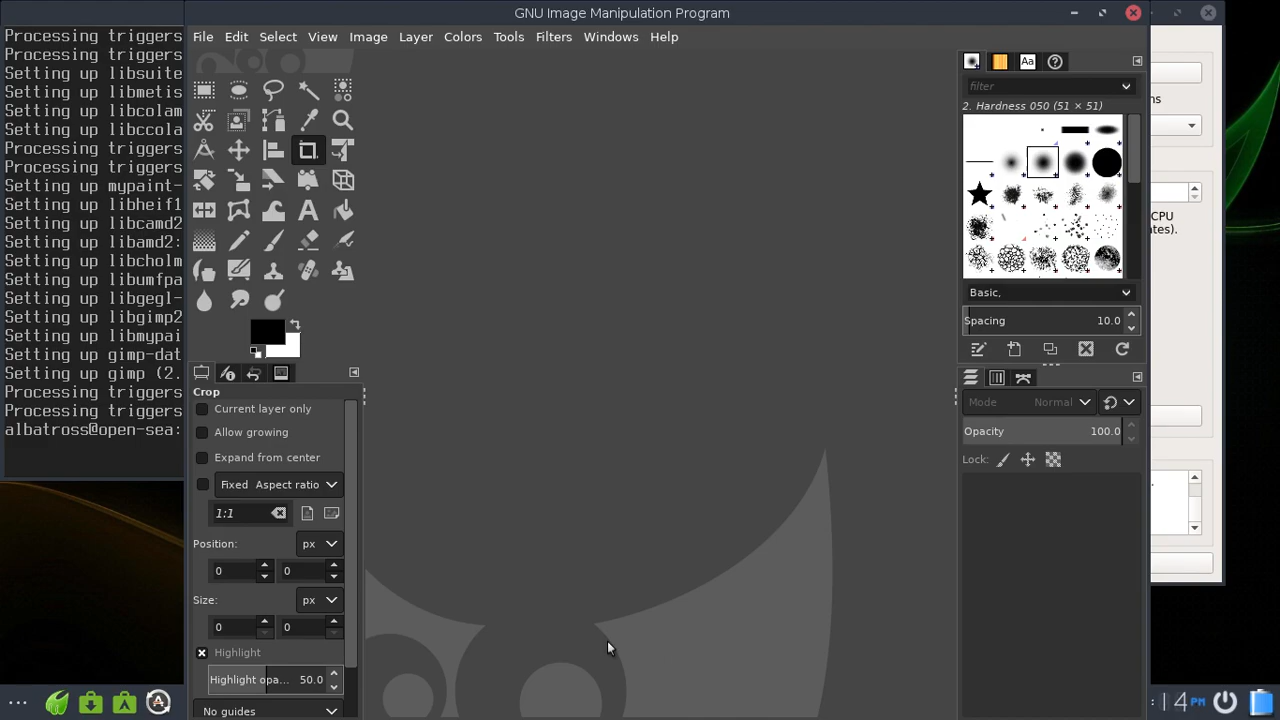 Processing triggers
Processing triggers
Setting up libsuite
Setting up libmetis
Setting up libcolam
Setting up libccola
Processing triggers
Processing triggers
Setting up mypaint-
Setting up libheif1
Setting up libcamd2
Setting up libamd2:
Setting up libcholm
Setting up libumfpa
Setting up libgegl-
Setting up libgimp2
Setting up libmypai
Setting up gimp-dat
Setting up gimp (2.
Processing triggers
Processing triggers
albatross@open-sea:
GNU Image Manipulation Program
File Edit Select View Image Layer Colors Tools Filters Windows Help
Crop
Current layer only
Allow growing
Expand from center
Fixed Aspect ratio
1:1
Position: px
0 0
Size: px
0 0
Highlight
Highlight opa... 50.0
No guides
Aa
filter
2. Hardness 050 (51 × 51)
Basic,
Spacing 10.0
Mode Normal
Opacity 100.0
Lock:
ns
CPU
tes).
4 PM